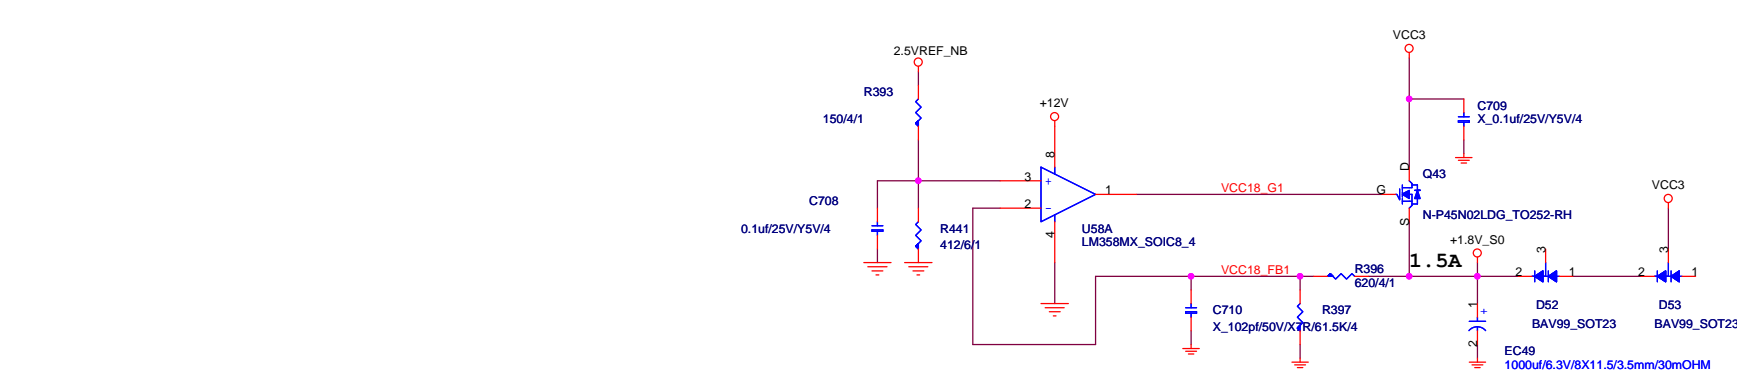 VCC3
2.5VREF_NB
R393
150/4/1
+12V
C709
X_0.1uf/25V/Y5V/4
8
3
+
2
−
1
4
U58A
LM358MX_SOIC8_4
VCC18_G1
D
G
S
Q43
N-P45N02LDG_TO252-RH
VCC3
C708
0.1uf/25V/Y5V/4
R441
412/6/1
+1.8V_S0
1.5A
VCC18_FB1
R396
620/4/1
2
3
1
2
3
1
D52
BAV99_SOT23
D53
BAV99_SOT23
C710
X_102pf/50V/X7R/6
R397
1.5K/4
1
+
2
EC49
1000uf/6.3V/8X11.5/3.5mm/30mOHM